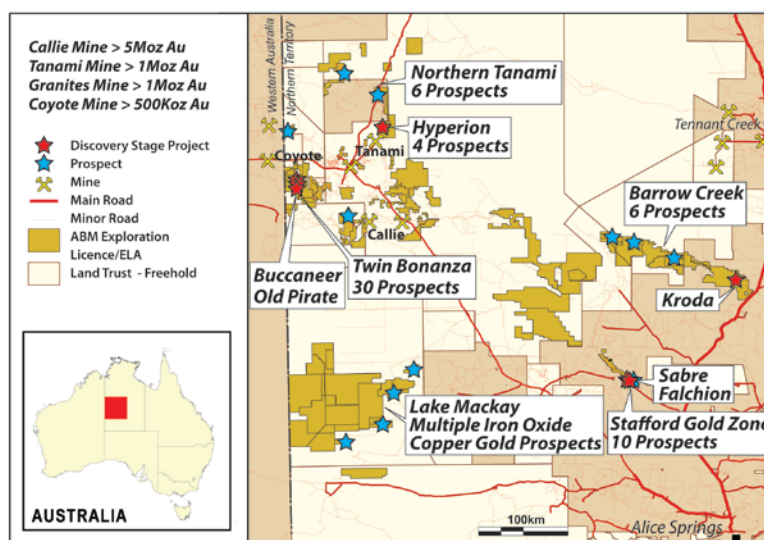 Callie Mine > 5Moz Au
Tanami Mine > 1Moz Au
Granites Mine > 1Moz Au
Coyote Mine > 500Koz Au
Discovery Stage Project
Prospect
Mine
Main Road
Minor Road
ABM Exploration
Licence/ELA
Land Trust - Freehold
AUSTRALIA
Western Australia
Northern Territory
Northern Tanami
6 Prospects
Hyperion
4 Prospects
Tennant Creek
Coyote
Tanami
Barrow Creek
6 Prospects
Callie
Buccaneer
Old Pirate
Twin Bonanza
30 Prospects
Kroda
Sabre
Falchion
Lake Mackay
Multiple Iron Oxide
Copper Gold Prospects
Stafford Gold Zone
10 Prospects
100km
Alice Springs